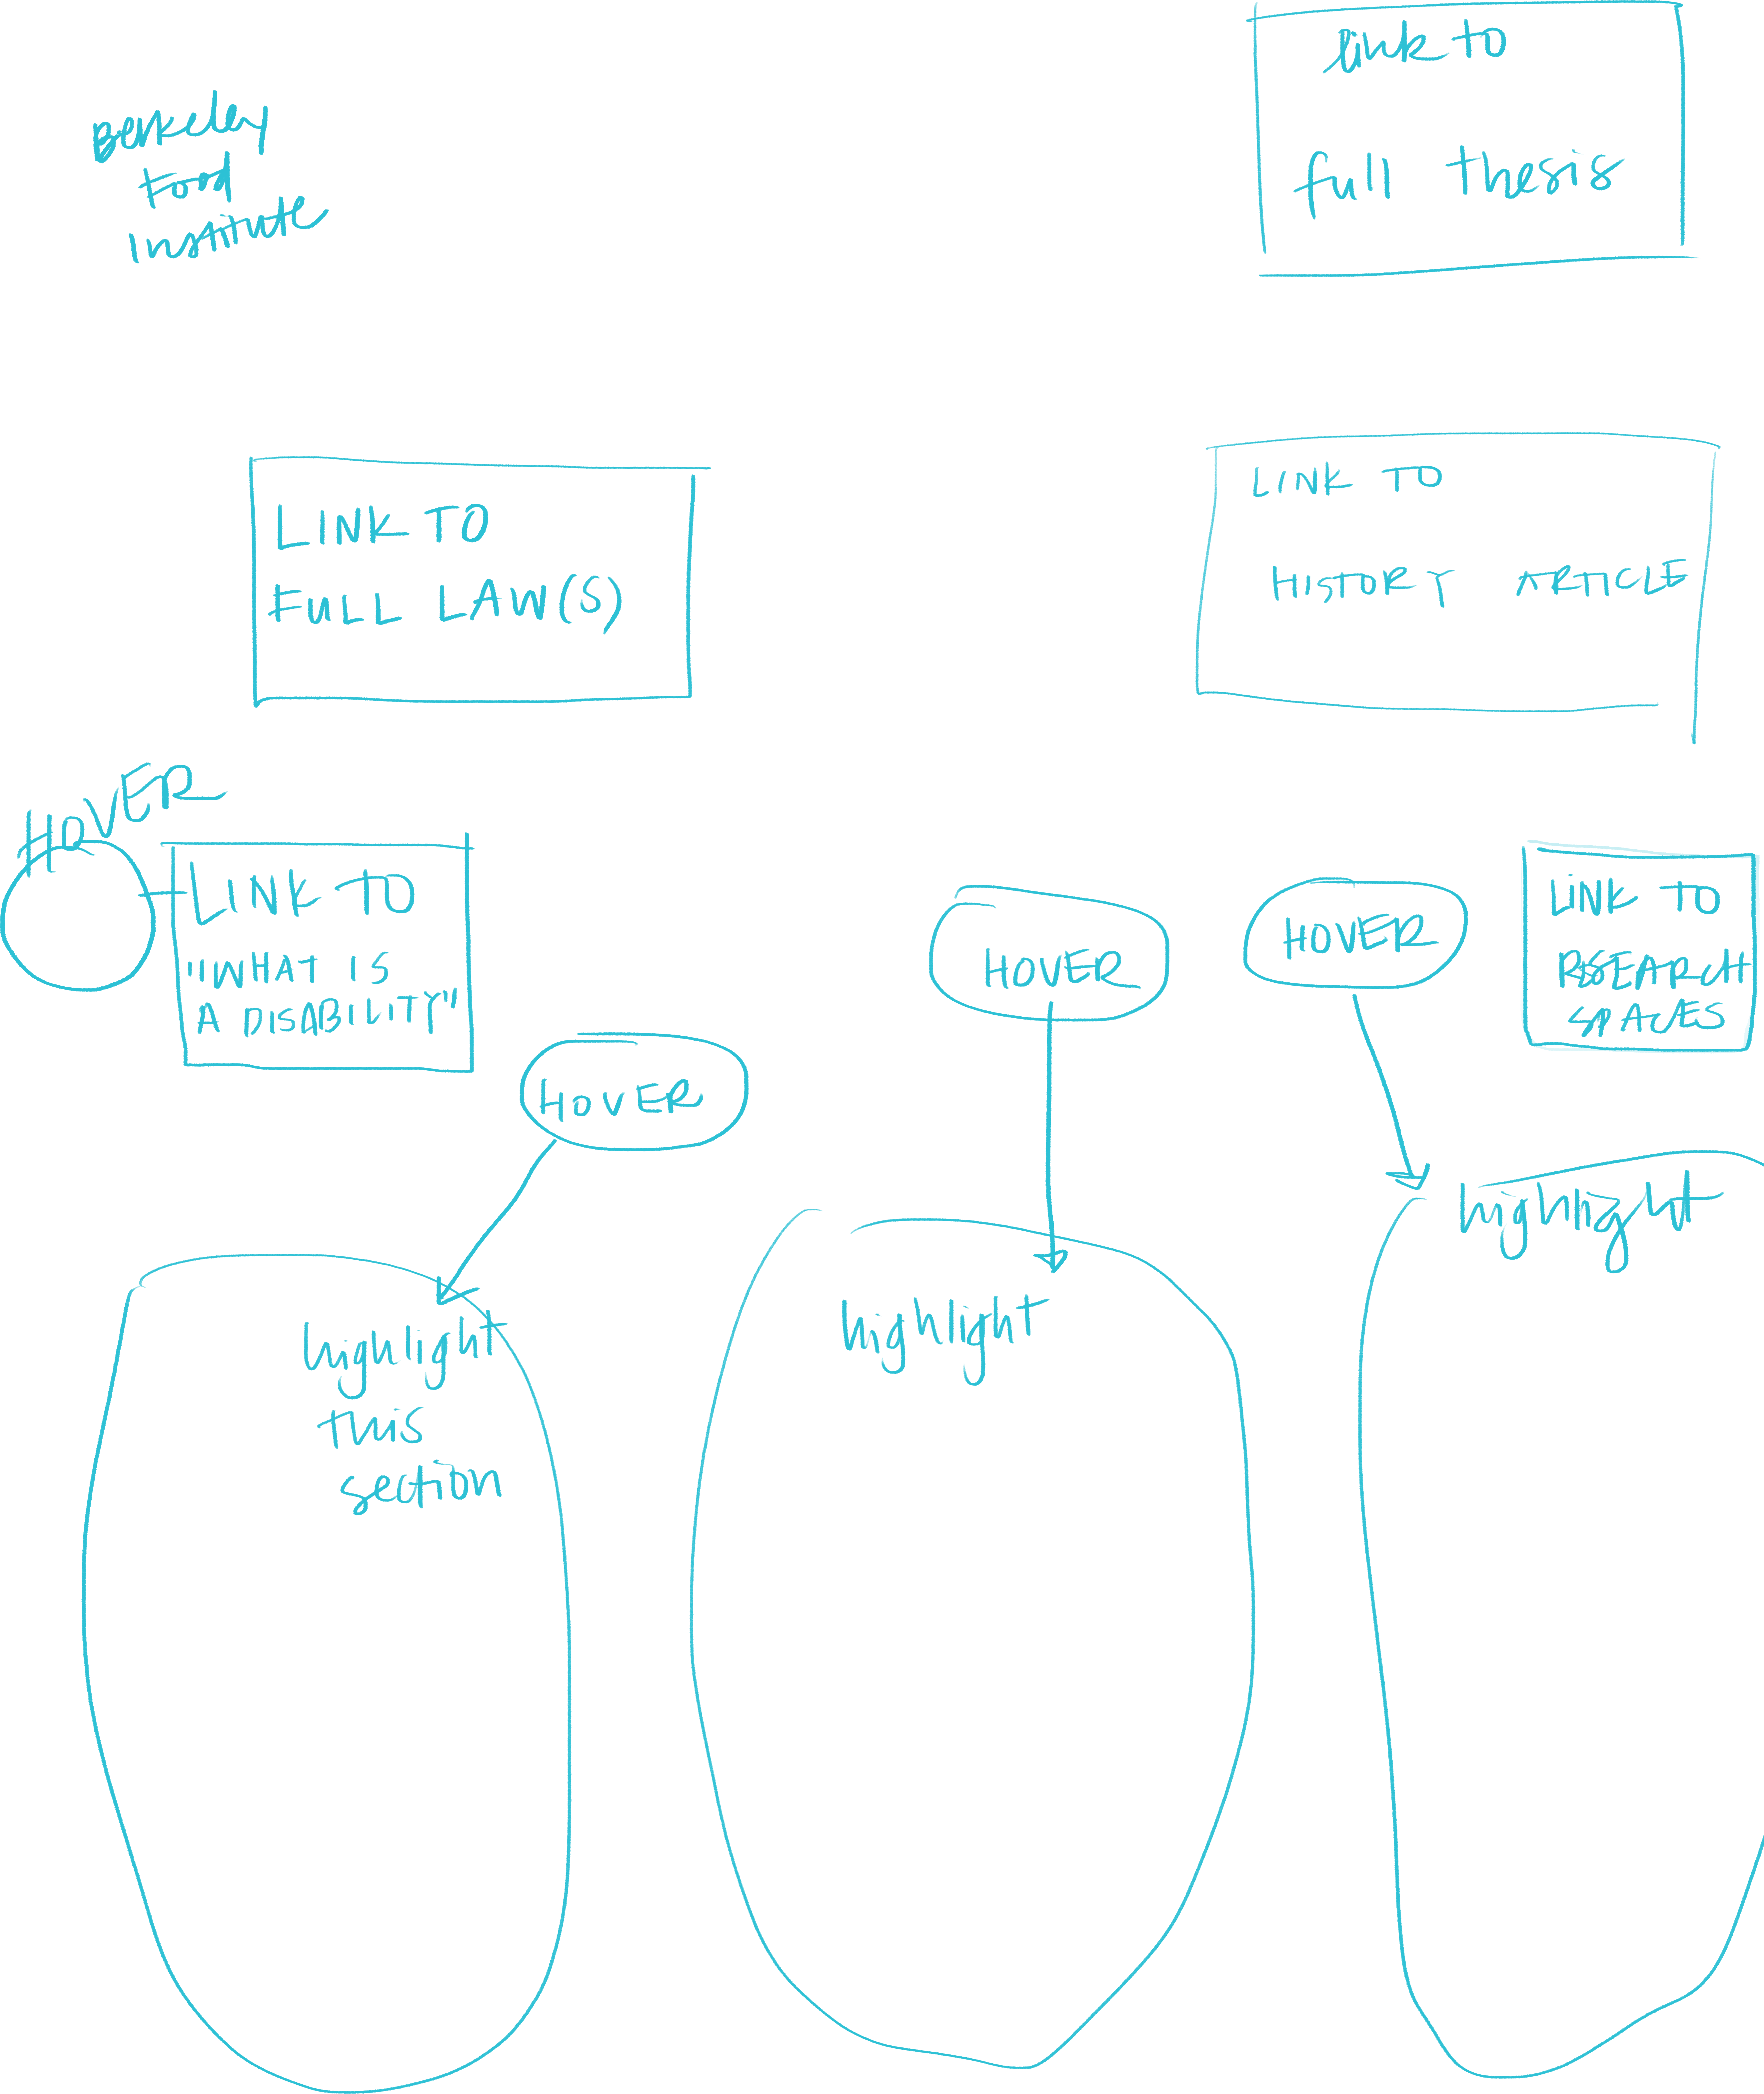 link to
full thesis
Berkeley
Food
institute
LINK TO
FULL LAW(S)
LINK TO
HISTORY ARTICLE
HOVER
LINK TO
"WHAT IS
A DISABILITY"
HOVER
HOVER
HOVER
LINK TO
RESEARCH
SPACES
highlight
this
section
highlight
highlight